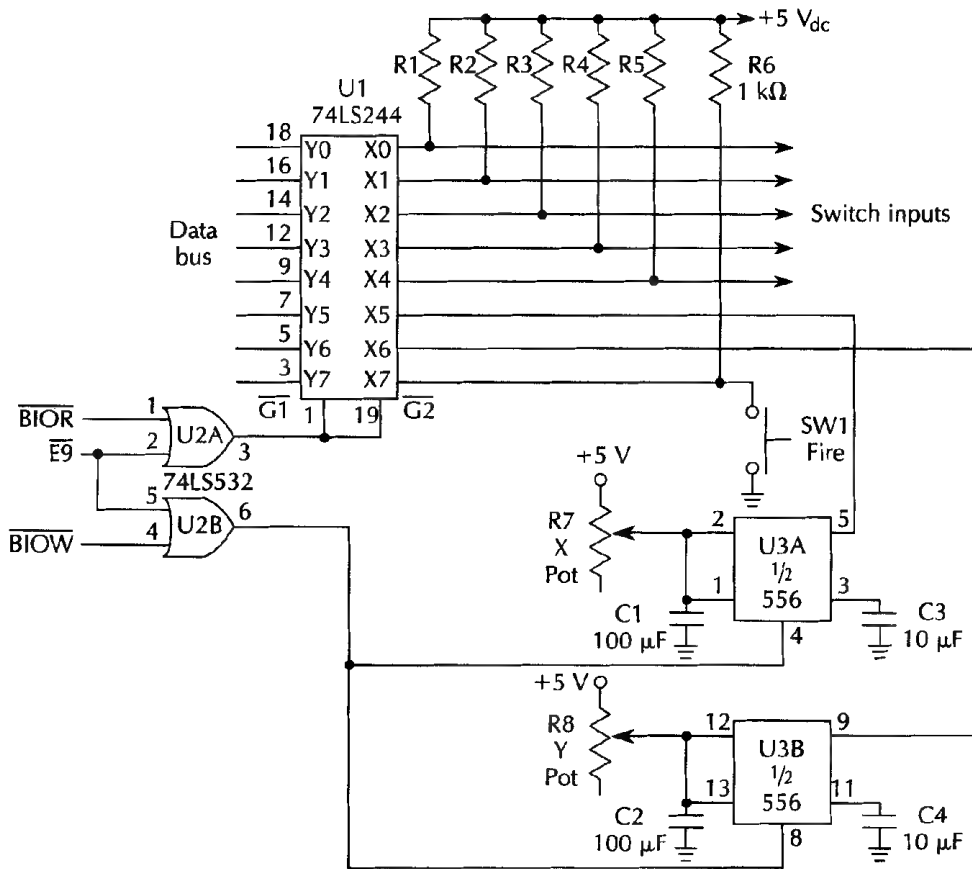 +5 Vdc
R1 R2 R3 R4 R5 R6
1 kΩ
U1
74LS244
18 Y0 X0
16 Y1 X1
14 Y2 X2
12 Y3 X3
9 Y4 X4
7 Y5 X5
5 Y6 X6
3 Y7 X7
Data
bus
Switch inputs
G1 1 19 G2
BIOR 1
E9 2
U2A 3
74LS532
5
BIOW 4
U2B 6
SW1
Fire
+5 V
R7
X
Pot
2 U3A 5
1 1/2 3
556
4
C1
100 µF
C3
10 µF
+5 V
R8
Y
Pot
12 U3B 9
13 1/2 11
556
8
C2
100 µF
C4
10 µF